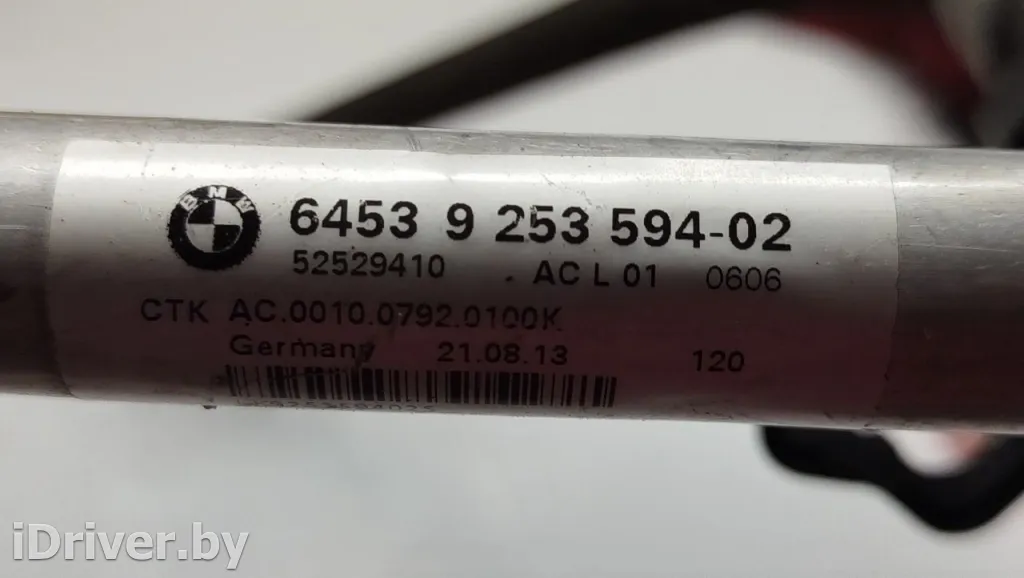 BMW
6453 9 253 594-02
52529410 . AC L 01 0606
CTK AC.0010.0792.0100K
Germany 21.08.13 120
iDriver.by